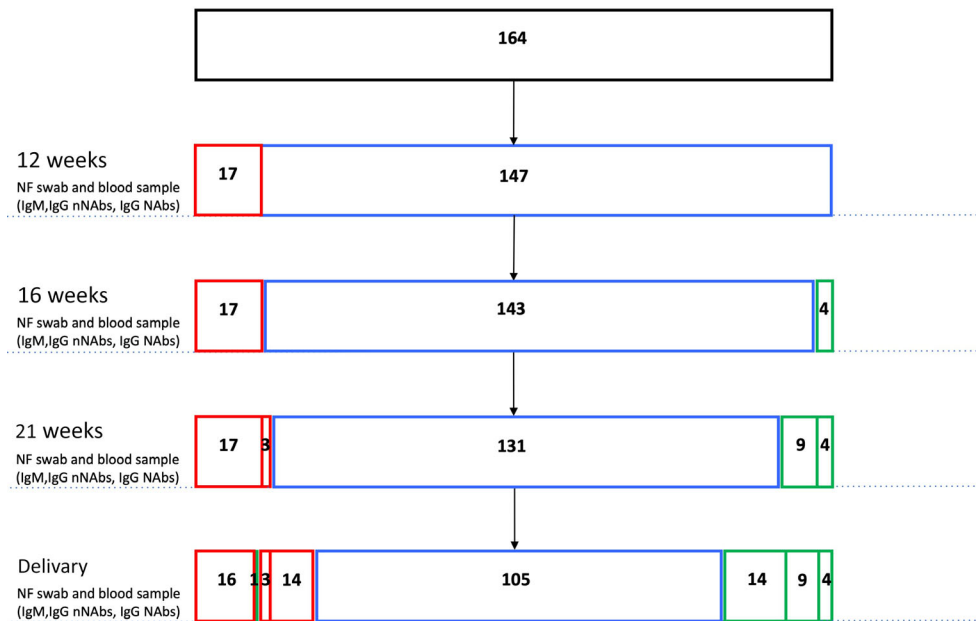 164
12 weeks
NF swab and blood sample
(IgM,IgG nNAbs, IgG NAbs)
17 147
16 weeks
NF swab and blood sample
(IgM,IgG nNAbs, IgG NAbs)
17 143 4
21 weeks
NF swab and blood sample
(IgM,IgG nNAbs, IgG NAbs)
17 3 131 9 4
Delivary
NF swab and blood sample
(IgM,IgG nNAbs, IgG NAbs)
16 1 3 14 105 14 9 4